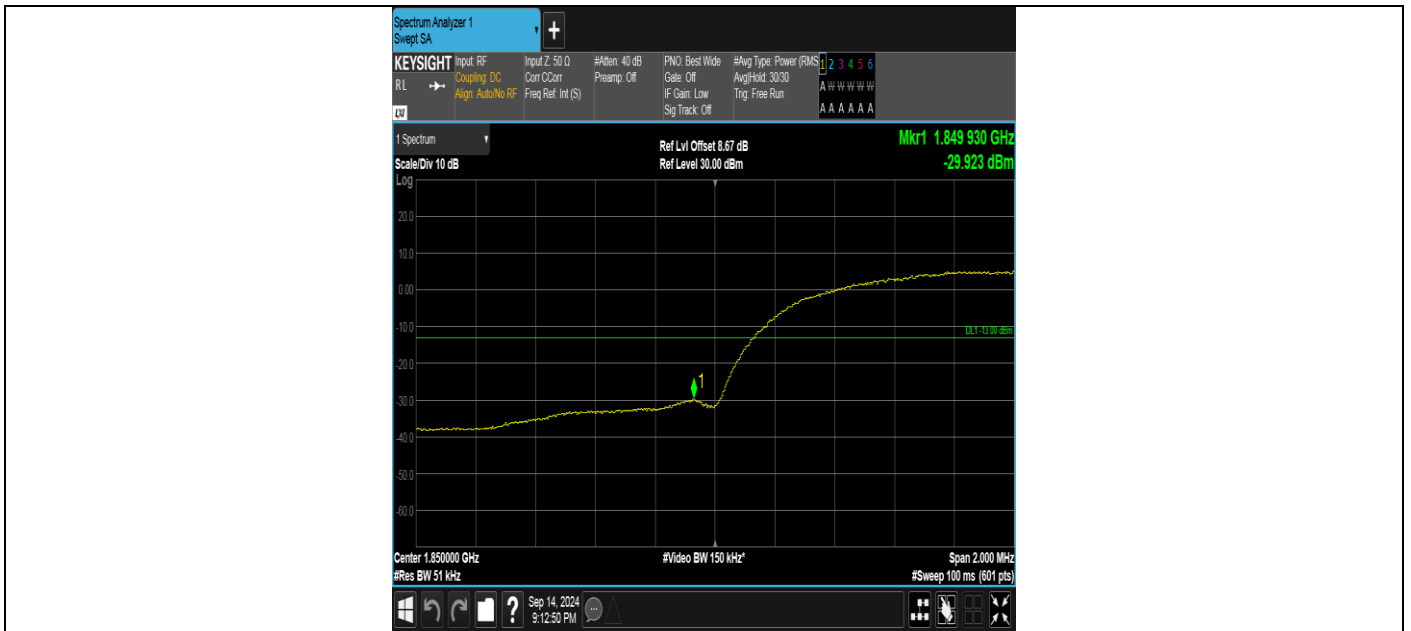 Spectrum Analyzer 1
Swept SA
+
KEYSIGHT Input: RF Input Z: 50 Ω #Atten: 40 dB PNO: Best Wide #Avg Type: Power (RMS 1 2 3 4 5 6
RL Coupling: DC Corr CCorr Preamp: Off Gate: Off Avg|Hold: 30/30 A W W W W W
Align: Auto/No RF Freq Ref: Int (S) IF Gain: Low Trig: Free Run
LXI Sig Track: Off A A A A A A
1 Spectrum Ref Lvl Offset 8.67 dB Mkr1 1.849 930 GHz
Scale/Div 10 dB Ref Level 30.00 dBm -29.923 dBm
Log
20.0
10.0
0.00
-10.0
DL1 -13.00 dBm
-20.0
1
-30.0
-40.0
-50.0
-60.0
Center 1.850000 GHz #Video BW 150 kHz* Span 2.000 MHz
#Res BW 51 kHz #Sweep 100 ms (601 pts)
? Sep 14, 2024
9:12:50 PM